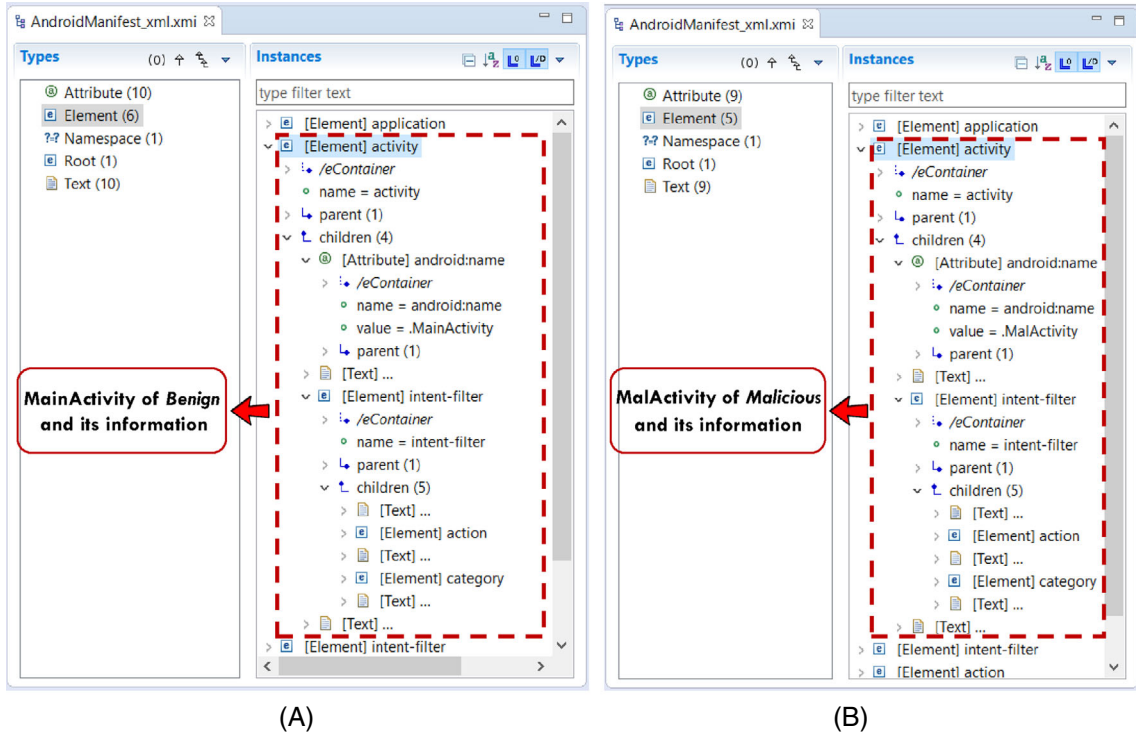 AndroidManifest_xml.xmi
Types
(0)
Instances
Attribute (10)
Element (6)
Namespace (1)
Root (1)
Text (10)
type filter text
[Element] application
[Element] activity
/eContainer
name = activity
parent (1)
children (4)
[Attribute] android:name
/eContainer
name = android:name
value = .MainActivity
parent (1)
[Text] ...
[Element] intent-filter
/eContainer
name = intent-filter
parent (1)
children (5)
[Text] ...
[Element] action
[Text] ...
[Element] category
[Text] ...
[Text] ...
[Element] intent-filter
MainActivity of Benign
and its information
(A)
AndroidManifest_xml.xmi
Types
(0)
Instances
Attribute (9)
Element (5)
Namespace (1)
Root (1)
Text (9)
type filter text
[Element] application
[Element] activity
/eContainer
name = activity
parent (1)
children (4)
[Attribute] android:name
/eContainer
name = android:name
value = .MalActivity
parent (1)
[Text] ...
[Element] intent-filter
/eContainer
name = intent-filter
parent (1)
children (5)
[Text] ...
[Element] action
[Text] ...
[Element] category
[Text] ...
[Text] ...
[Element] intent-filter
[Element] action
MalActivity of Malicious
and its information
(B)